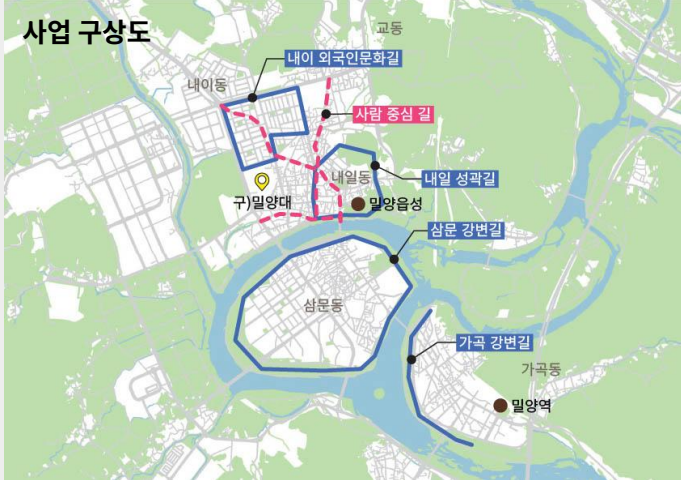 사업 구상도
교동
내이 외국인문화길
내이동
사람 중심 길
내일동
내일 성곽길
구)밀양대
밀양읍성
삼문 강변길
삼문동
가곡 강변길
가곡동
밀양역